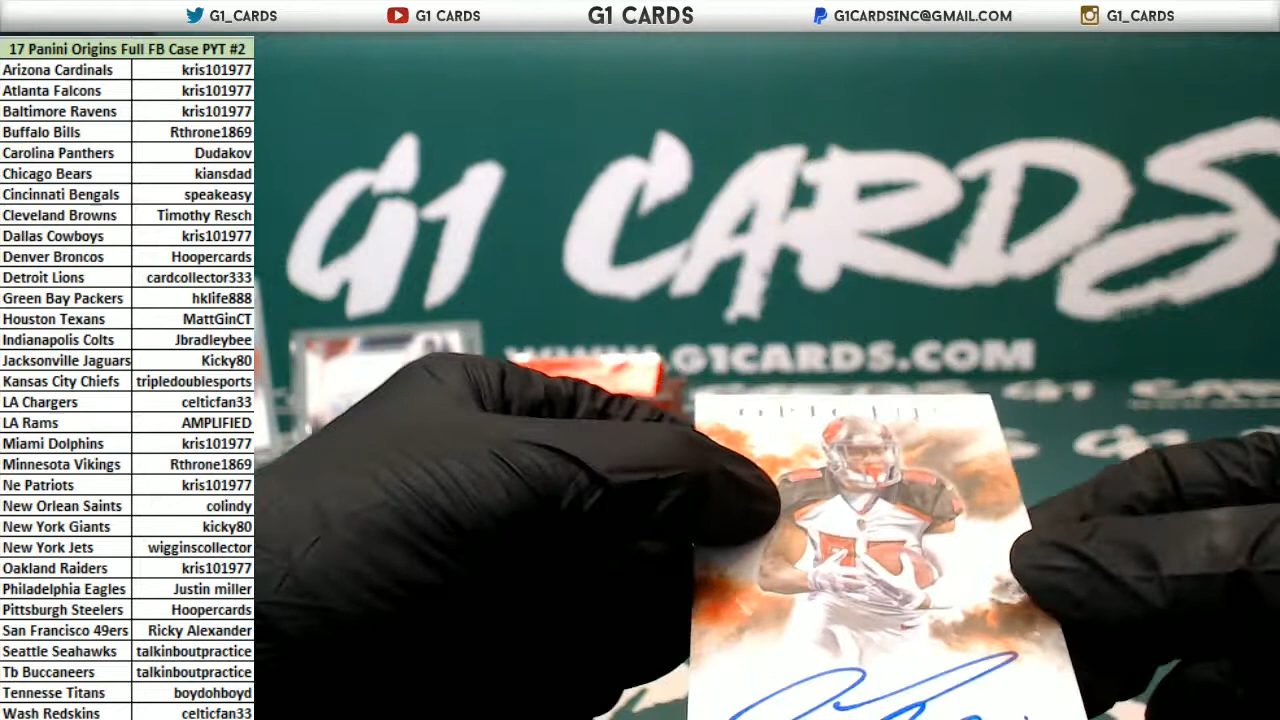 G1_CARDS G1 CARDS G1 CARDS G1CARDSINC@GMAIL.COM G1_CARDS
17 Panini Origins Full FB Case PYT #2
Arizona Cardinals kris101977
Atlanta Falcons kris101977
Baltimore Ravens kris101977
Buffalo Bills Rthrone1869
Carolina Panthers Dudakov
Chicago Bears kiansdad
Cincinnati Bengals speakeasy
Cleveland Browns Timothy Resch
Dallas Cowboys kris101977
Denver Broncos Hoopercards
Detroit Lions cardcollector333
Green Bay Packers hklife888
Houston Texans MattGinCT
Indianapolis Colts Jbradleybee
Jacksonville Jaguars Kicky80
Kansas City Chiefs tripledoublesports
LA Chargers celticfan33
LA Rams AMPLIFIED
Miami Dolphins kris101977
Minnesota Vikings Rthrone1869
Ne Patriots kris101977
New Orlean Saints colindy
New York Giants kicky80
New York Jets wigginscollector
Oakland Raiders kris101977
Philadelphia Eagles Justin miller
Pittsburgh Steelers Hoopercards
San Francisco 49ers Ricky Alexander
Seattle Seahawks talkinboutpractice
Tb Buccaneers talkinboutpractice
Tennesse Titans boydohboyd
Wash Redskins celticfan33
G1 CARDS
WWW.G1CARDS.COM
G1 CARDS